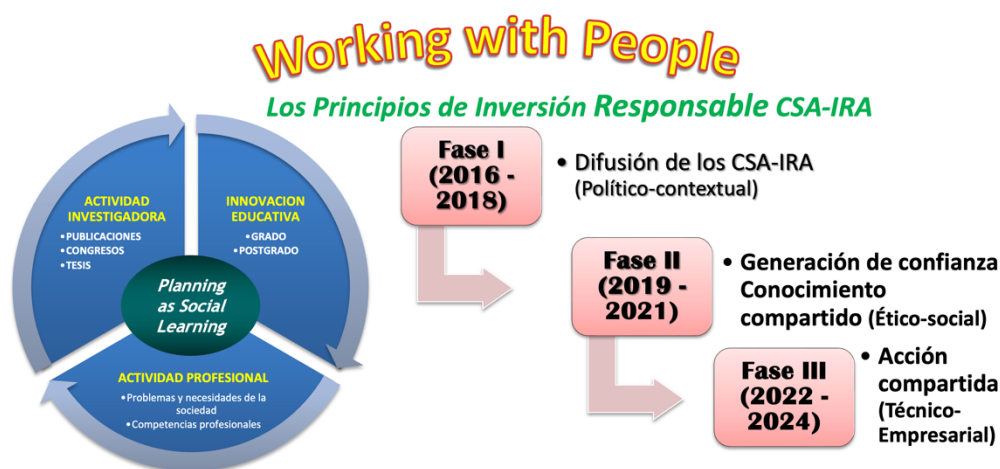 Working with People
Los Principios de Inversión Responsable CSA-IRA
ACTIVIDAD
INVESTIGADORA
•PUBLICACIONES
•CONGRESOS
•TESIS
INNOVACION
EDUCATIVA
•GRADO
•POSTGRADO
Planning
as Social
Learning
ACTIVIDAD PROFESIONAL
•Problemas y necesidades de la
sociedad
•Competencias profesionales
Fase I
(2016 -
2018)
• Difusión de los CSA-IRA
(Político-contextual)
Fase II
(2019 -
2021)
• Generación de confianza
Conocimiento
compartido (Ético-social)
Fase III
(2022 -
2024)
• Acción
compartida
(Técnico-
Empresarial)